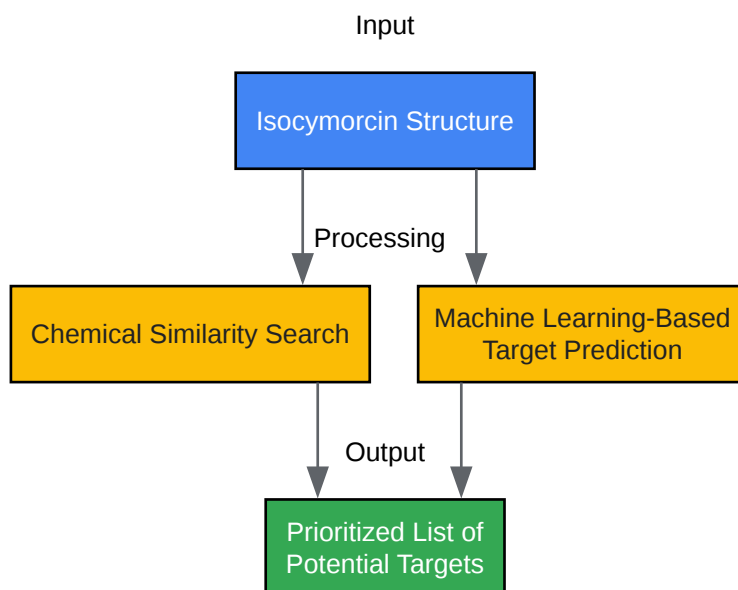 Input
Isocymorcin Structure
Processing
Chemical Similarity Search
Machine Learning-Based
Target Prediction
Output
Prioritized List of
Potential Targets